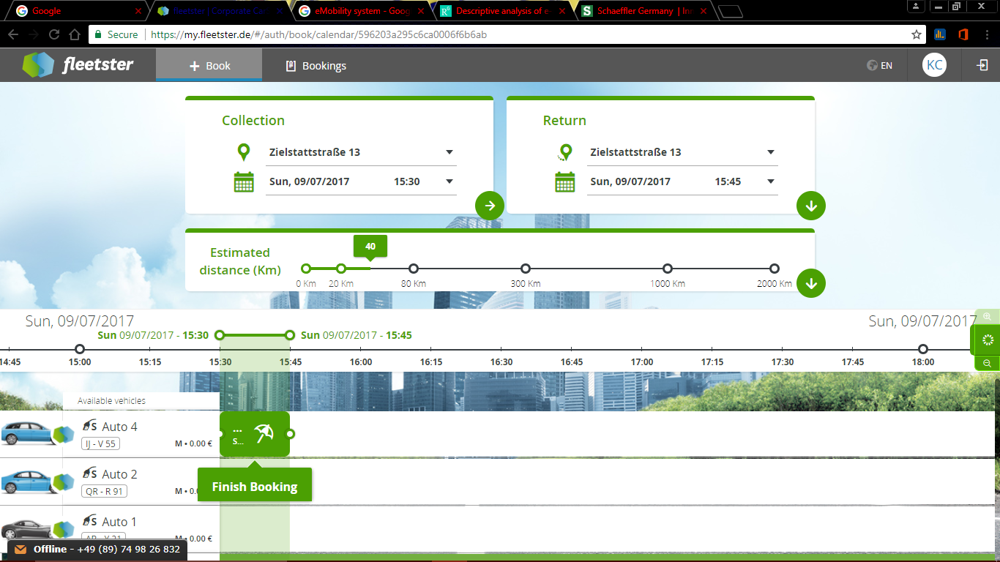 Google
fleetster | Corporate Car
eMobility system - Goog
Descriptive analysis of e
Schaeffler Germany | Inn
Secure
https://my.fleetster.de/#/auth/book/calendar/596203a295c6ca0006f6b6ab
fleetster
Book
Bookings
EN
KC
Collection
Zielstattstraße 13
Sun, 09/07/2017 15:30
Return
Zielstattstraße 13
Sun, 09/07/2017 15:45
Estimated
distance (Km)
40
0 Km 20 Km 80 Km 300 Km 1000 Km 2000 Km
Sun, 09/07/2017 Sun, 09/07/2017
Sun 09/07/2017 - 15:30 Sun 09/07/2017 - 15:45
14:45 15:00 15:15 15:30 15:45 16:00 16:15 16:30 16:45 17:00 17:15 17:30 17:45 18:00
Available vehicles
S Auto 4
IJ - V 55
M • 0.00 €
...
S...
Finish Booking
S Auto 2
QR - R 91
M • 0.0
S Auto 1
M • 0.00 €
Offline - +49 (89) 74 98 26 832